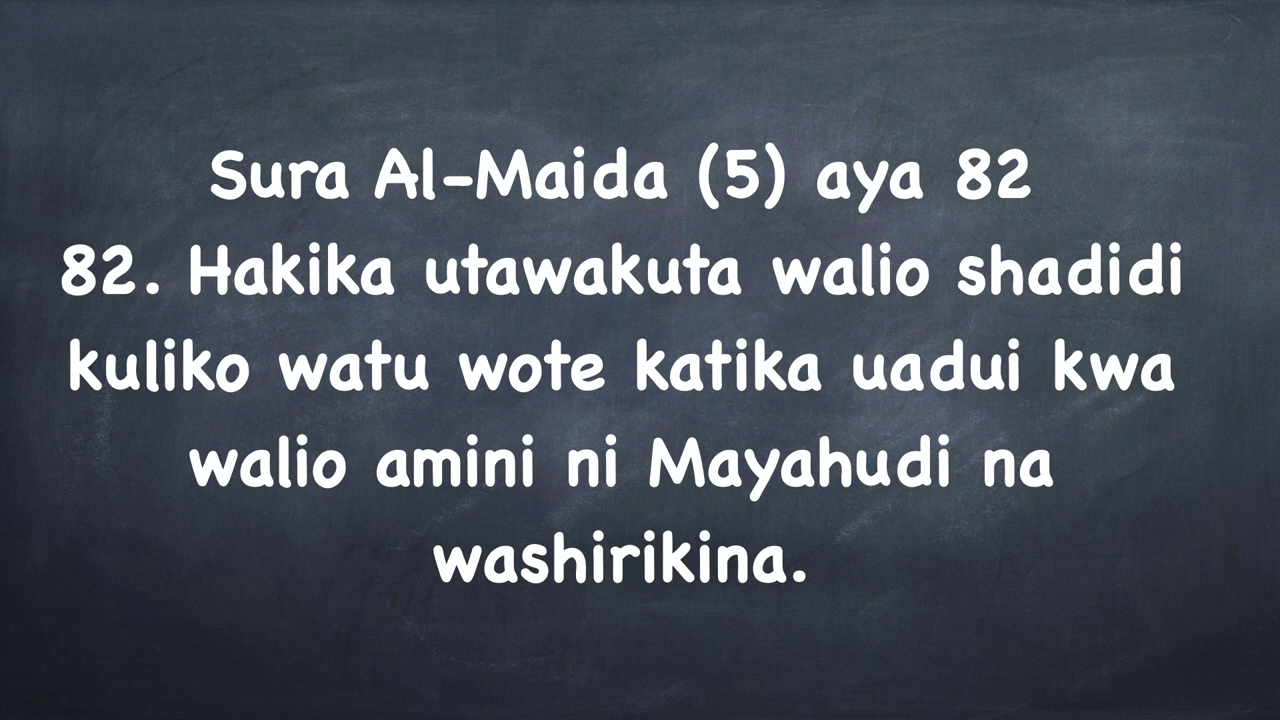 Sura Al-Maida (5) aya 82
82. Hakika utawakuta walio shadidi
kuliko watu wote katika uadui kwa
walio amini ni Mayahudi na
washirikina.